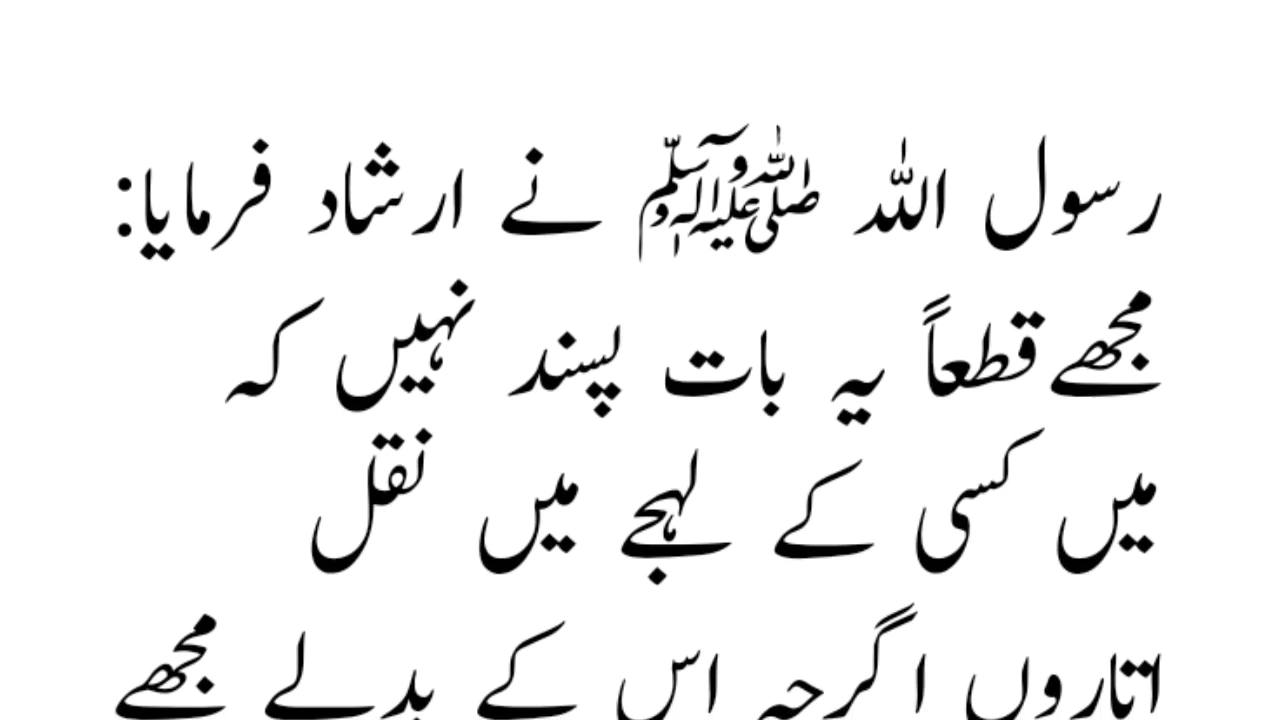 رسول اللہ ﷺ نے ارشاد فرمایا:
مجھے قطعاً یہ بات پسند نہیں کہ
میں کسی کے لہجے میں نقل
اتاروں اگرچہ اس کے بدلے مجھے